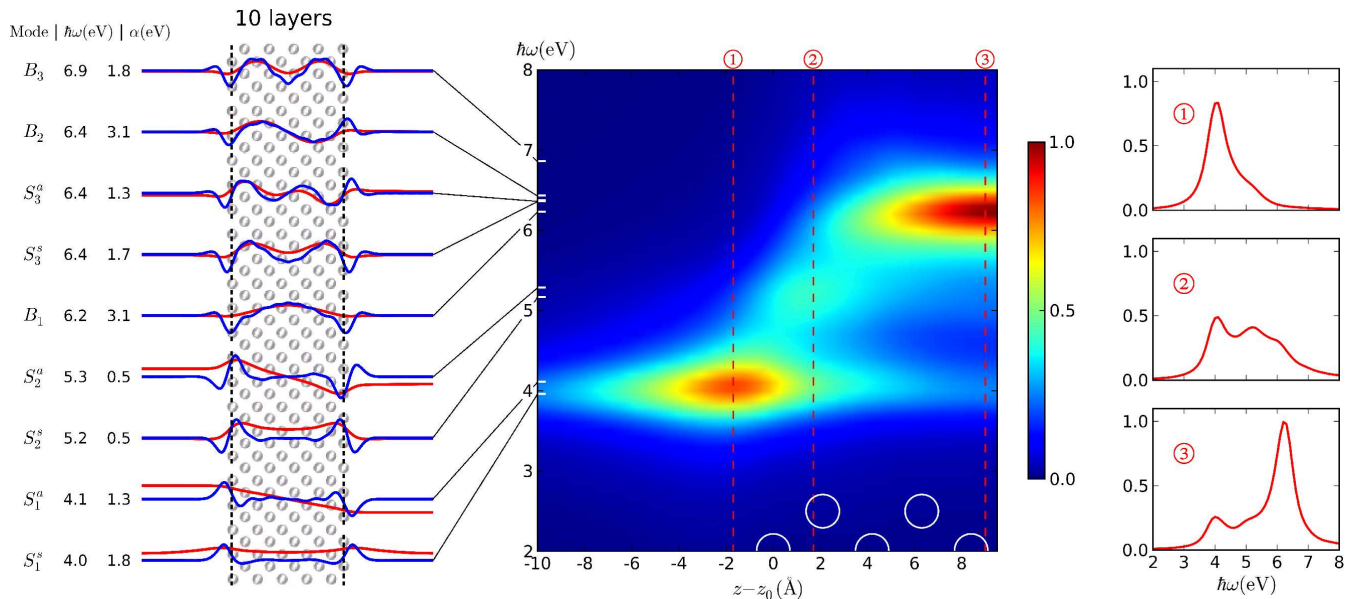 10 layers
Mode | ħω(eV) | α(eV)
B₃ 6.9 1.8
B₂ 6.4 3.1
S₃ᵃ 6.4 1.3
S₃ˢ 6.4 1.7
B₁ 6.2 3.1
S₂ᵃ 5.3 0.5
S₂ˢ 5.2 0.5
S₁ᵃ 4.1 1.3
S₁ˢ 4.0 1.8
ħω(eV)
① ② ③
8
7
6
5
4
3
2
-10 -8 -6 -4 -2 0 2 4 6 8
z−z₀(Å)
1.0
0.5
0.0
①
1.0
0.5
0.0
②
1.0
0.5
0.0
③
1.0
0.5
0.0
2 3 4 5 6 7 8
ħω(eV)